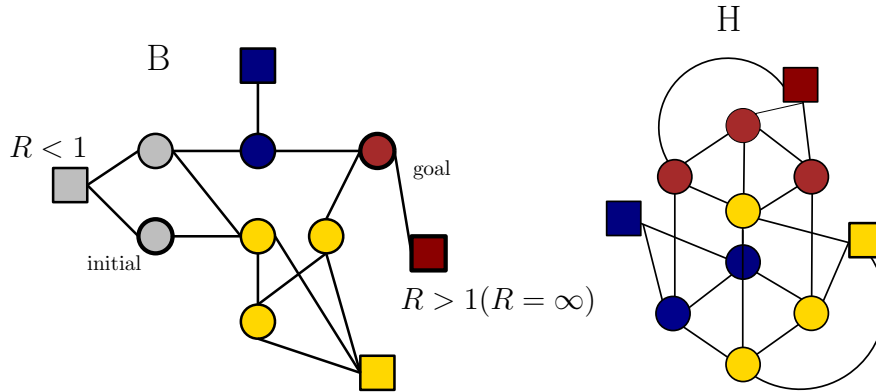 B
H
R < 1
goal
initial
R > 1(R = ∞)